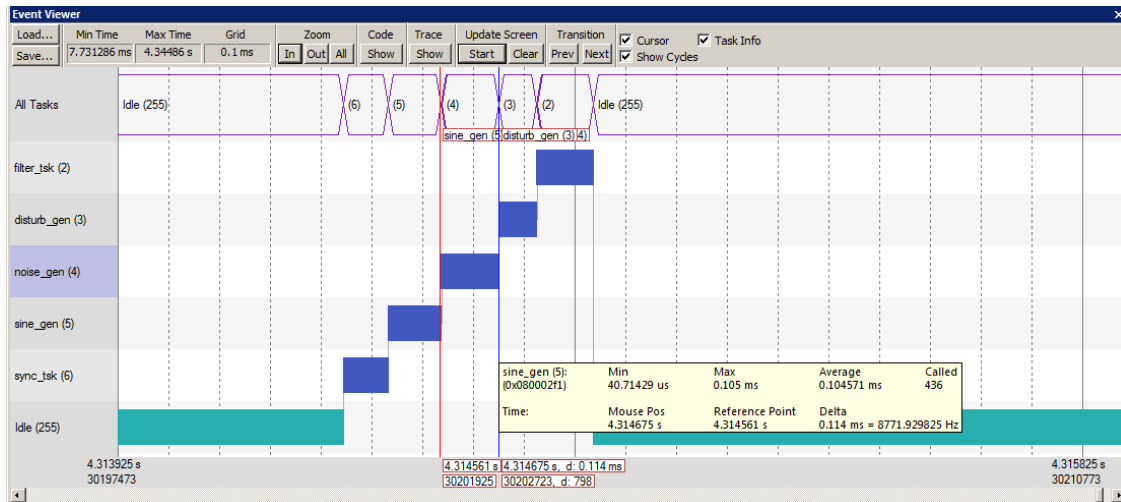 Event Viewer
Load... Min Time Max Time Grid Zoom Code Trace Update Screen Transition Cursor Task Info
Save... 7.731286 ms 4.34486 s 0.1 ms In Out All Show Show Start Clear Prev Next Show Cycles
All Tasks Idle (255) (6) (5) (4) (3) (2) Idle (255)
sine_gen (5 disturb_gen (3) 4)
filter_tsk (2)
disturb_gen (3)
noise_gen (4)
sine_gen (5)
sync_tsk (6)
sine_gen (5): Min Max Average Called
(0x080002f1) 40.71429 us 0.105 ms 0.104571 ms 436
Time: Mouse Pos Reference Point Delta
4.314675 s 4.314561 s 0.114 ms = 8771.929825 Hz
Idle (255)
4.313925 s 4.314561 s 4.314675 s, d: 0.114 ms 4.315825 s
30197473 30201925 30202723, d: 798 30210773